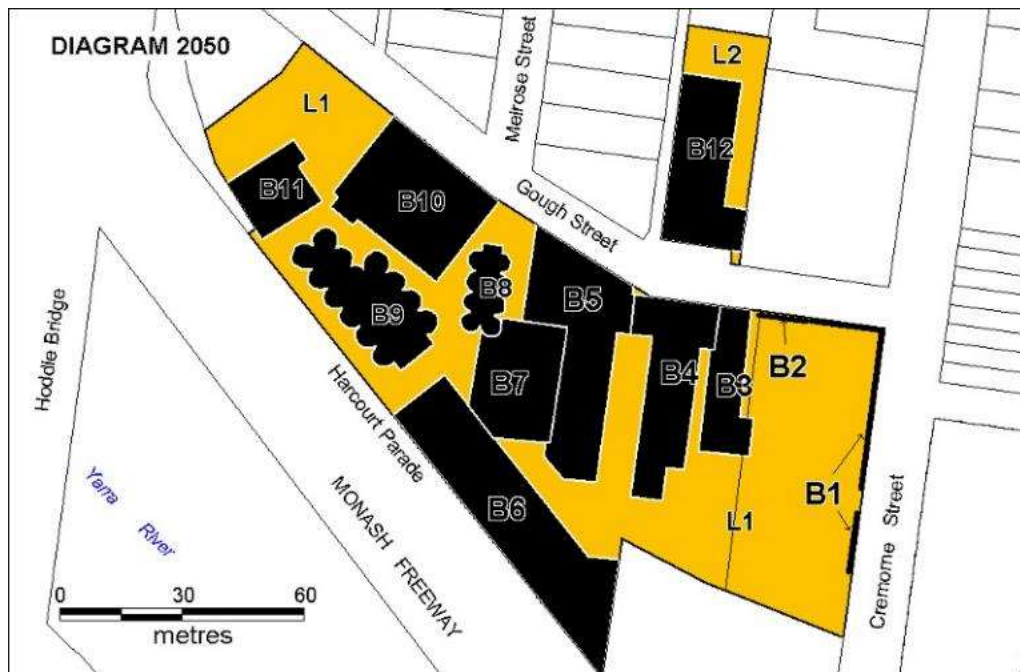 DIAGRAM 2050
L1
L2
Melrose Street
B12
B11
B10
Gough Street
B9
B8
B5
B7
B4
B3
B2
B1
B6
L1
Hoddle Bridge
Harcourt Parade
MONASH FREEWAY
Yarra River
Cremorne Street
0 30 60
metres